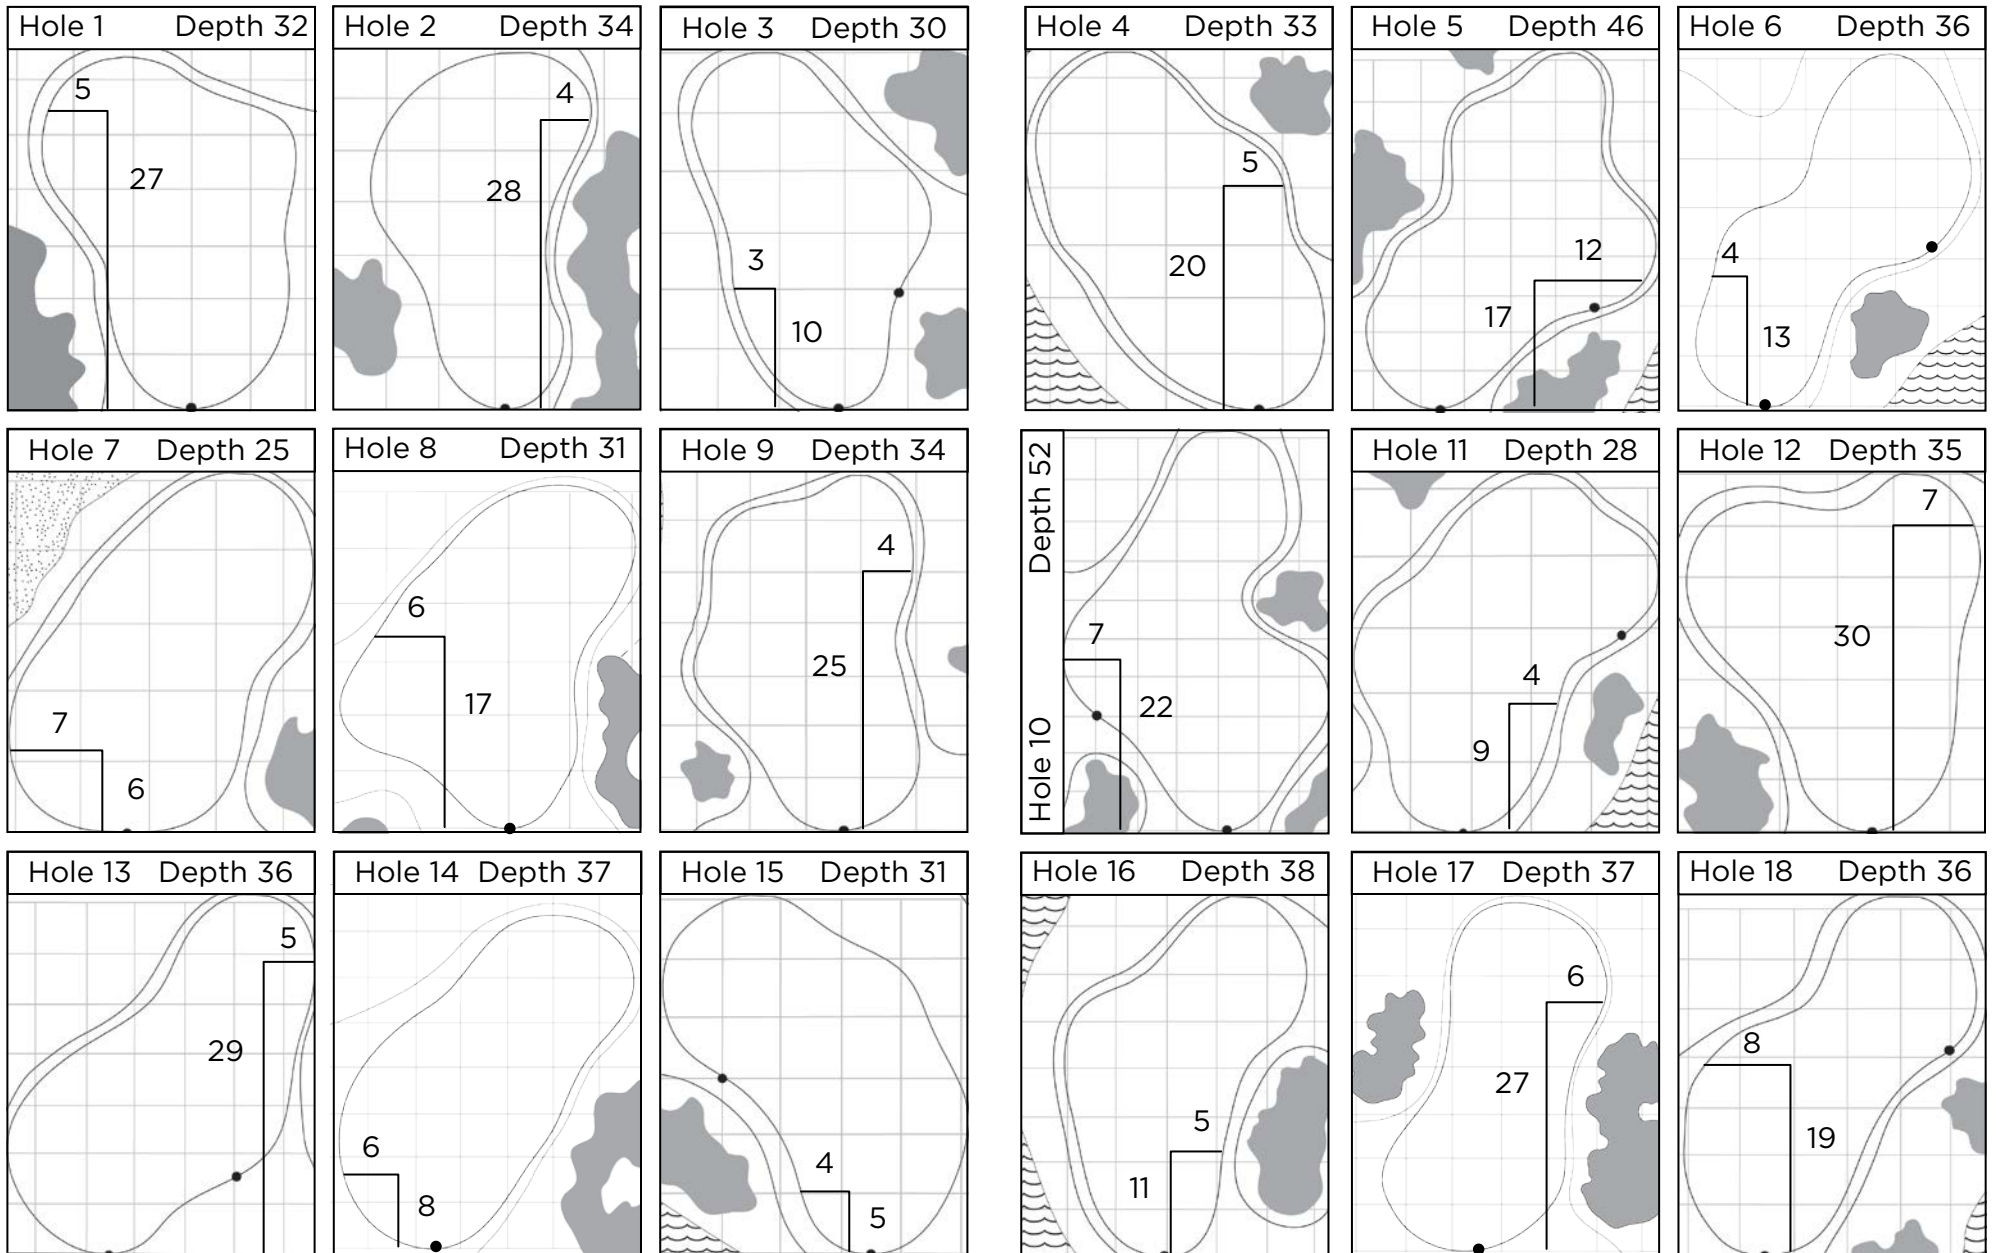 Hole 1 Depth 32
5
27
Hole 2 Depth 34
4
28
Hole 3 Depth 30
3
10
Hole 4 Depth 33
5
20
Hole 5 Depth 46
12
17
Hole 6 Depth 36
4
13
Hole 7 Depth 25
7
6
Hole 8 Depth 31
6
17
Hole 9 Depth 34
4
25
Hole 10 Depth 52
7
22
Hole 11 Depth 28
4
9
Hole 12 Depth 35
7
30
Hole 13 Depth 36
5
29
Hole 14 Depth 37
6
8
Hole 15 Depth 31
4
5
Hole 16 Depth 38
5
11
Hole 17 Depth 37
6
27
Hole 18 Depth 36
8
19